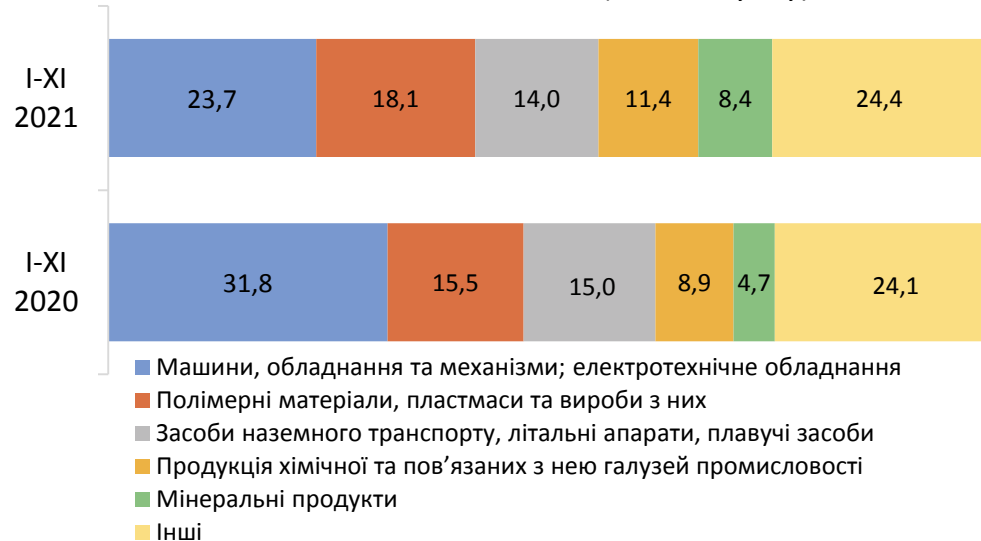 І-ХІ
2021
23,7 18,1 14,0 11,4 8,4 24,4
І-ХІ
2020
31,8 15,5 15,0 8,9 4,7 24,1
Машини, обладнання та механізми; електротехнічне обладнання
Полімерні матеріали, пластмаси та вироби з них
Засоби наземного транспорту, літальні апарати, плавучі засоби
Продукція хімічної та пов’язаних з нею галузей промисловості
Мінеральні продукти
Інші